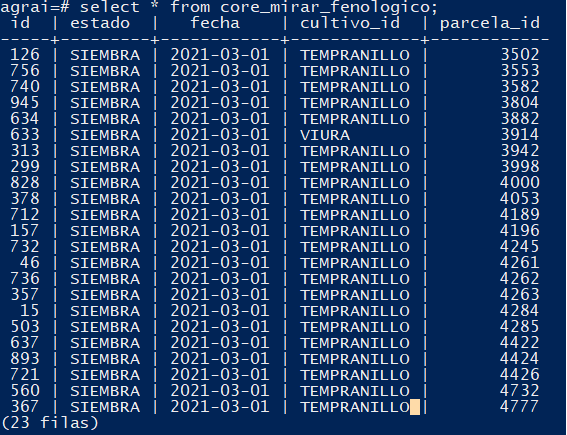 agrai=# select * from core_mirar_fenologico;
 id  | estado  |   fecha    | cultivo_id  | parcela_id
-----+---------+------------+-------------+------------
 126 | SIEMBRA | 2021-03-01 | TEMPRANILLO |       3502
 756 | SIEMBRA | 2021-03-01 | TEMPRANILLO |       3553
 740 | SIEMBRA | 2021-03-01 | TEMPRANILLO |       3582
 945 | SIEMBRA | 2021-03-01 | TEMPRANILLO |       3804
 634 | SIEMBRA | 2021-03-01 | TEMPRANILLO |       3882
 633 | SIEMBRA | 2021-03-01 | VIURA       |       3914
 313 | SIEMBRA | 2021-03-01 | TEMPRANILLO |       3942
 299 | SIEMBRA | 2021-03-01 | TEMPRANILLO |       3998
 828 | SIEMBRA | 2021-03-01 | TEMPRANILLO |       4000
 378 | SIEMBRA | 2021-03-01 | TEMPRANILLO |       4053
 712 | SIEMBRA | 2021-03-01 | TEMPRANILLO |       4189
 157 | SIEMBRA | 2021-03-01 | TEMPRANILLO |       4196
 732 | SIEMBRA | 2021-03-01 | TEMPRANILLO |       4245
  46 | SIEMBRA | 2021-03-01 | TEMPRANILLO |       4261
 736 | SIEMBRA | 2021-03-01 | TEMPRANILLO |       4262
 357 | SIEMBRA | 2021-03-01 | TEMPRANILLO |       4263
  15 | SIEMBRA | 2021-03-01 | TEMPRANILLO |       4284
 503 | SIEMBRA | 2021-03-01 | TEMPRANILLO |       4285
 637 | SIEMBRA | 2021-03-01 | TEMPRANILLO |       4422
 893 | SIEMBRA | 2021-03-01 | TEMPRANILLO |       4424
 721 | SIEMBRA | 2021-03-01 | TEMPRANILLO |       4426
 560 | SIEMBRA | 2021-03-01 | TEMPRANILLO |       4732
 367 | SIEMBRA | 2021-03-01 | TEMPRANILLO |       4777
(23 filas)